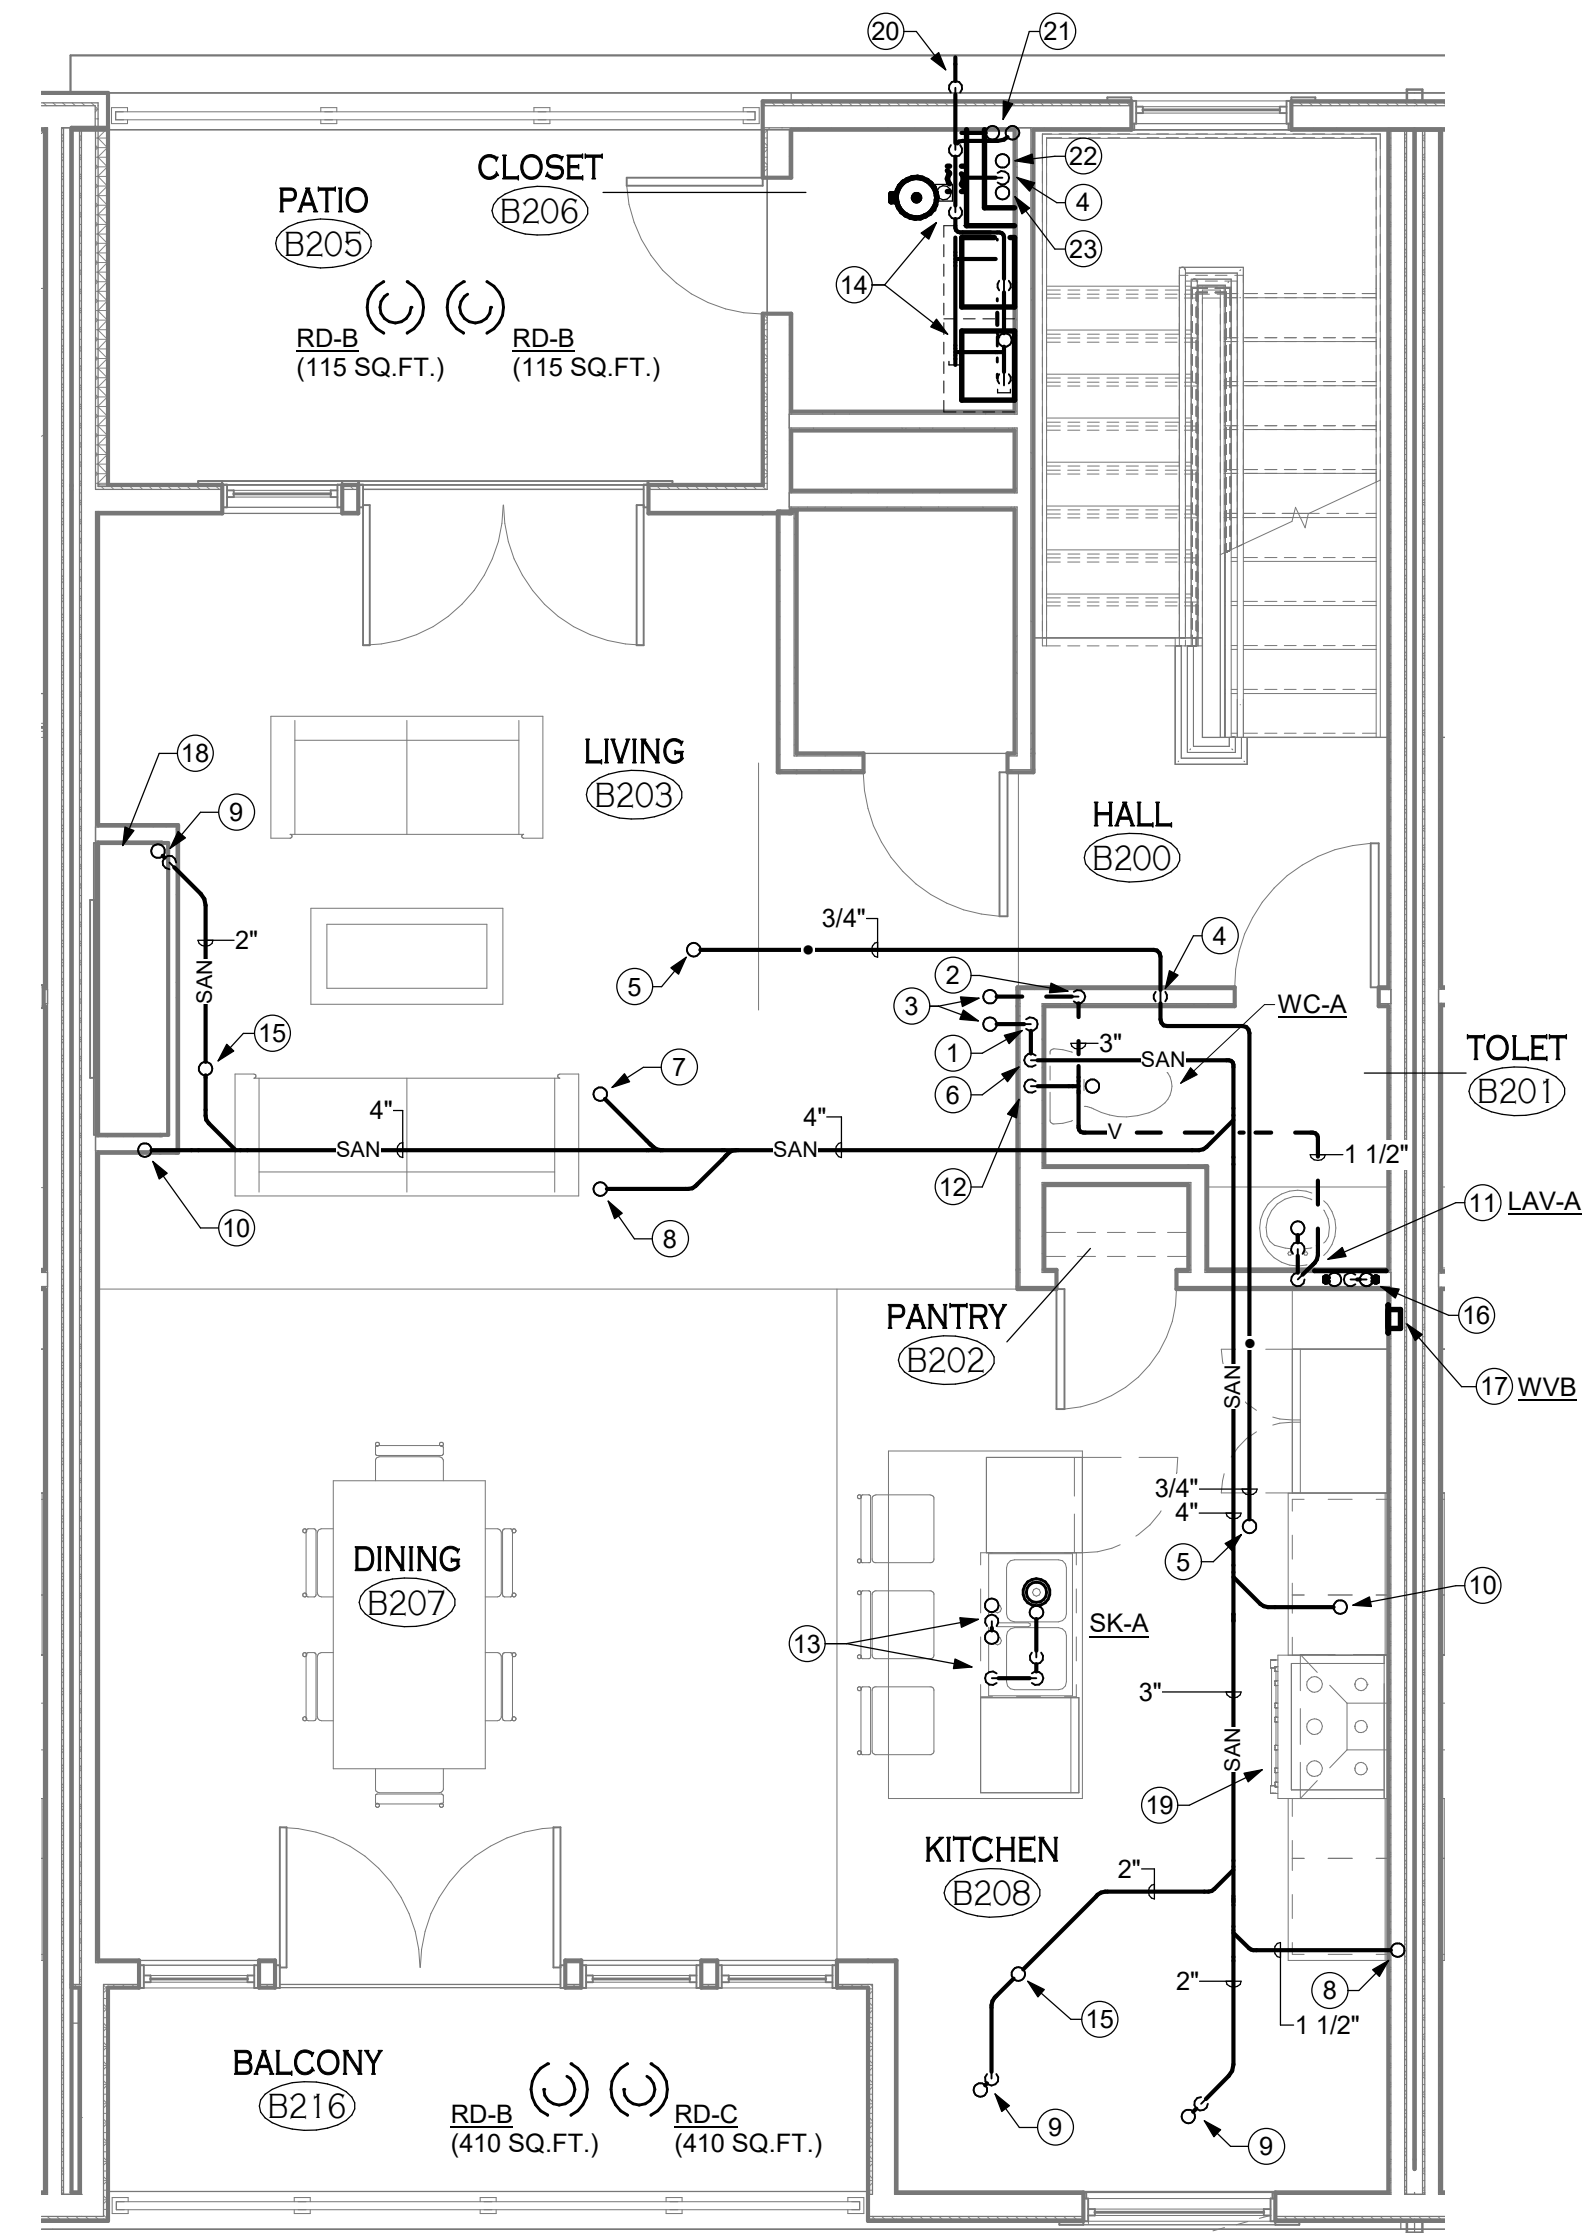 20
21
CLOSET
B206
PATIO
B205
22
4
23
14
RD-B
(115 SQ.FT.)
RD-B
(115 SQ.FT.)
18
LIVING
B203
9
HALL
B200
3/4"
4
2"
SAN
5
2
3
WC-A
15
1
3"
SAN
TOLET
B201
7
6
4"
4"
V
SAN
SAN
1 1/2"
12
11 LAV-A
10
8
PANTRY
B202
16
SAN
17 WVB
3/4"
4"
DINING
B207
5
10
13
SK-A
3"
SAN
19
KITCHEN
B208
2"
2"
8
15
1 1/2"
BALCONY
B216
RD-B
(410 SQ.FT.)
RD-C
(410 SQ.FT.)
9
9